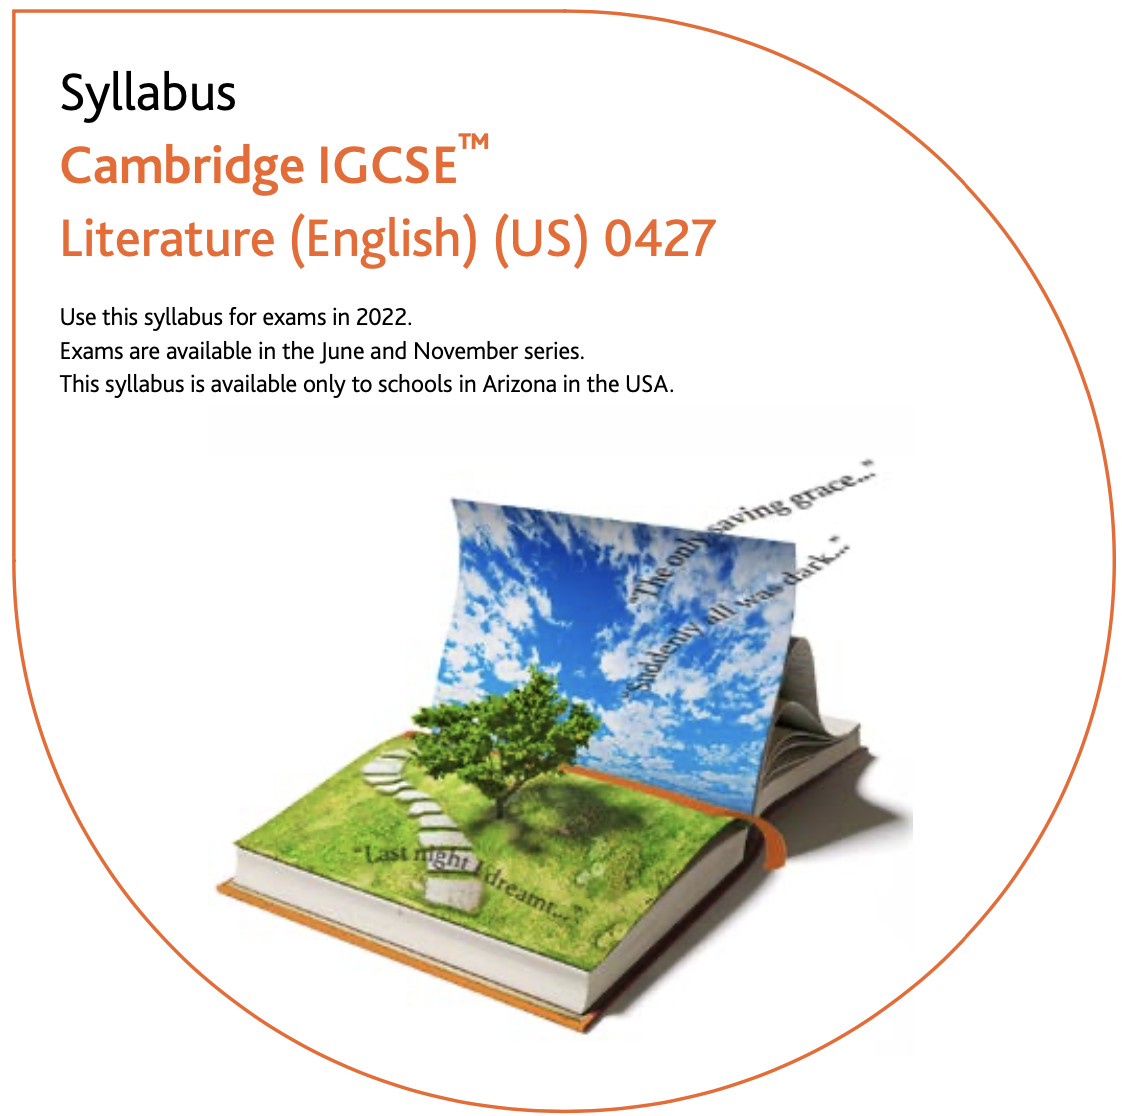 Syllabus
Cambridge IGCSE™
Literature (English) (US) 0427
Use this syllabus for exams in 2022.
Exams are available in the June and November series.
This syllabus is available only to schools in Arizona in the USA.
"The only saving grace..."
"Suddenly all was dark..."
"Last night I dreamt..."